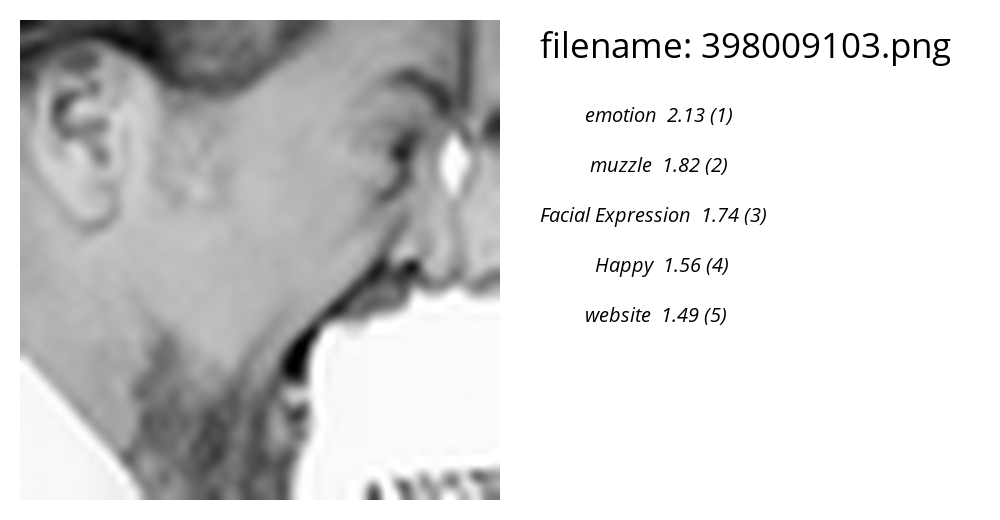 filename: 398009103.png
emotion 2.13 (1)
muzzle 1.82 (2)
Facial Expression 1.74 (3)
Happy 1.56 (4)
website 1.49 (5)